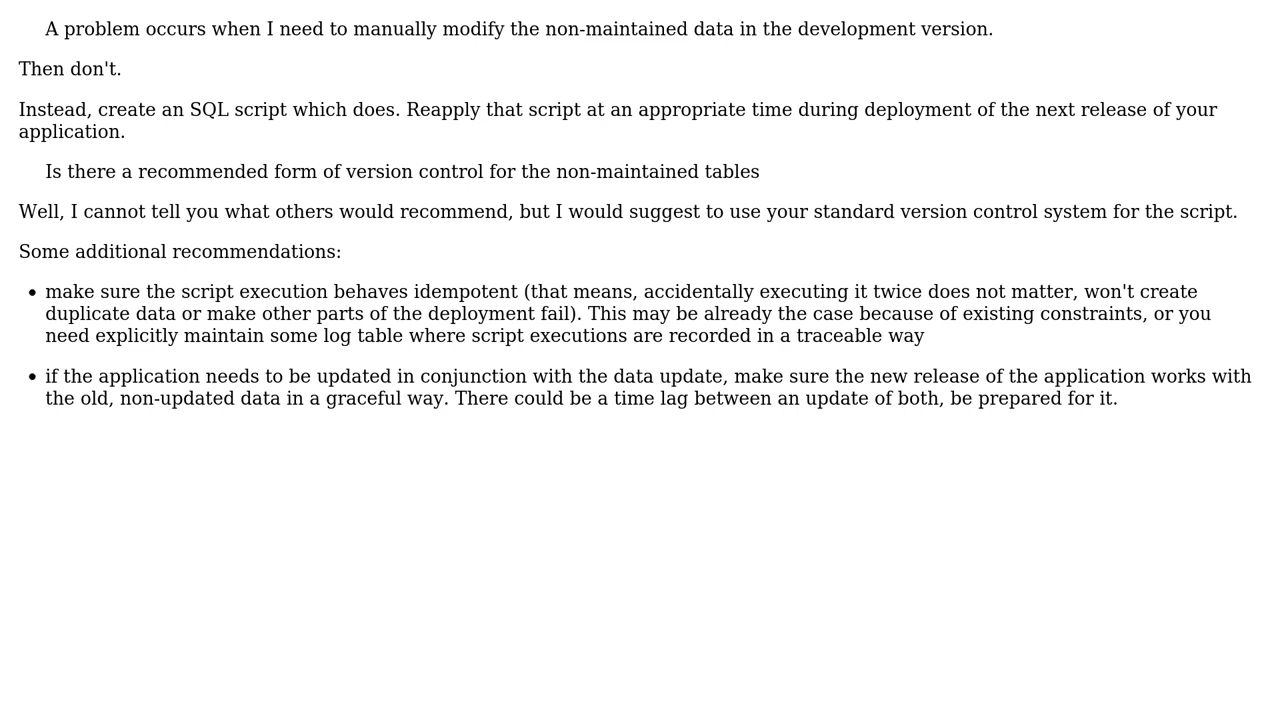 A problem occurs when I need to manually modify the non-maintained data in the development version.
Then don't.
Instead, create an SQL script which does. Reapply that script at an appropriate time during deployment of the next release of your
application.
Is there a recommended form of version control for the non-maintained tables
Well, I cannot tell you what others would recommend, but I would suggest to use your standard version control system for the script.
Some additional recommendations:
• make sure the script execution behaves idempotent (that means, accidentally executing it twice does not matter, won't create
duplicate data or make other parts of the deployment fail). This may be already the case because of existing constraints, or you
need explicitly maintain some log table where script executions are recorded in a traceable way
• if the application needs to be updated in conjunction with the data update, make sure the new release of the application works with
the old, non-updated data in a graceful way. There could be a time lag between an update of both, be prepared for it.